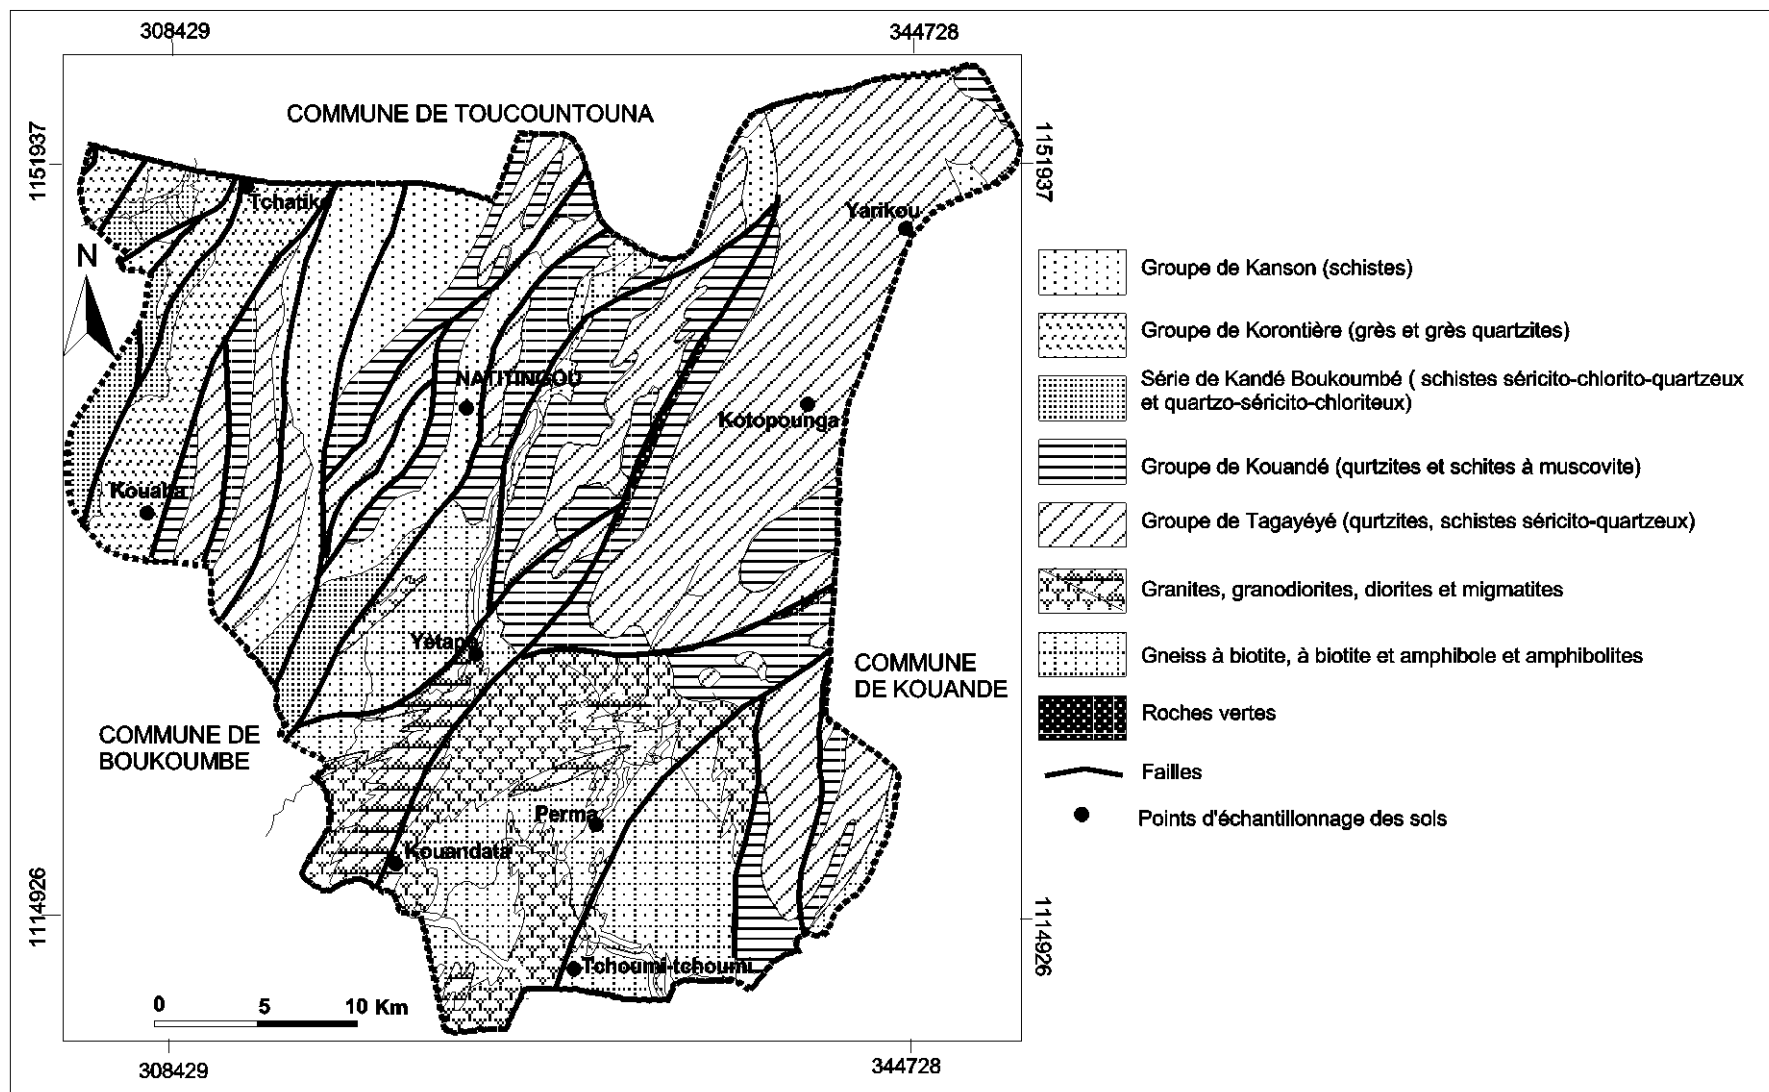 308429
344728
COMMUNE DE TOUCOUNTOUNA
1151937
1151937
Tchatiko
Yarikou
N
NATITINGOU
Kotopounga
Kouaba
Yétapo
COMMUNE
DE KOUANDE
COMMUNE DE
BOUKOUMBE
Perma
Kouandata
1114926
1114926
Tchoumi-tchoumi
0 5 10 Km
308429
344728
Groupe de Kanson (schistes)
Groupe de Korontière (grès et grès quartzites)
Série de Kandé Boukoumbé ( schistes séricito-chlorito-quartzeux
et quartzo-séricito-chloriteux)
Groupe de Kouandé (qurtzites et schites à muscovite)
Groupe de Tagayéyé (qurtzites, schistes séricito-quartzeux)
Granites, granodiorites, diorites et migmatites
Gneiss à biotite, à biotite et amphibole et amphibolites
Roches vertes
Failles
Points d'échantillonnage des sols